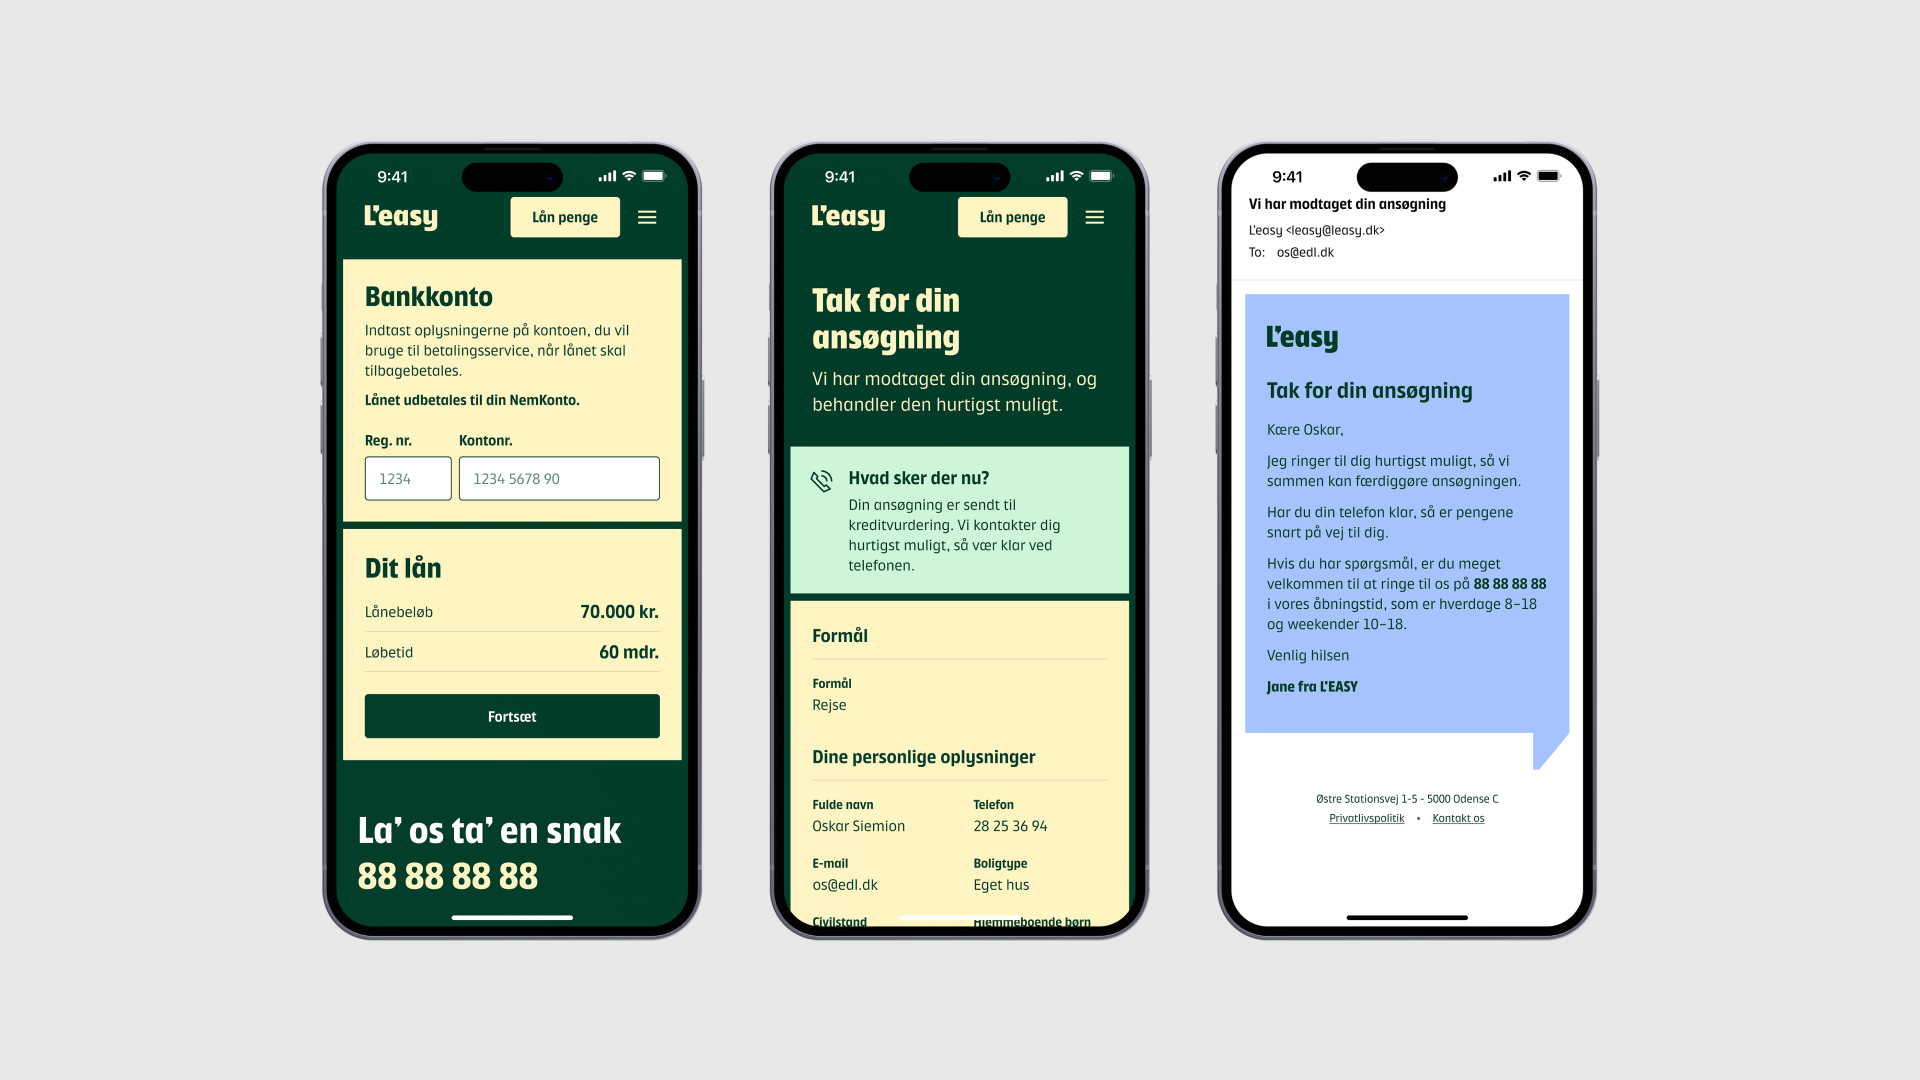 9:41
L'easy
Lån penge
Bankkonto
Indtast oplysningerne på kontoen, du vil
bruge til betalingsservice, når lånet skal
tilbagebetales.
Lånet udbetales til din NemKonto.
Reg. nr. Kontonr.
1234 1234 5678 90
Dit lån
Lånebeløb 70.000 kr.
Løbetid 60 mdr.
Fortsæt
La' os ta' en snak
88 88 88 88
9:41
L'easy
Lån penge
Tak for din
ansøgning
Vi har modtaget din ansøgning, og
behandler den hurtigst muligt.
Hvad sker der nu?
Din ansøgning er sendt til
kreditvurdering. Vi kontakter dig
hurtigst muligt, så vær klar ved
telefonen.
Formål
Formål
Rejse
Dine personlige oplysninger
Fulde navn Telefon
Oskar Siemion 28 25 36 94
E-mail Boligtype
os@edl.dk Eget hus
Civilstand Hjemmeboende børn
9:41
Vi har modtaget din ansøgning
L'easy <leasy@leasy.dk>
To: os@edl.dk
L'easy
Tak for din ansøgning
Kære Oskar,
Jeg ringer til dig hurtigst muligt, så vi
sammen kan færdiggøre ansøgningen.
Har du din telefon klar, så er pengene
snart på vej til dig.
Hvis du har spørgsmål, er du meget
velkommen til at ringe til os på 88 88 88 88
i vores åbningstid, som er hverdage 8–18
og weekender 10–18.
Venlig hilsen
Jane fra L'EASY
Østre Stationsvej 1-5 - 5000 Odense C
Privatlivspolitik • Kontakt os